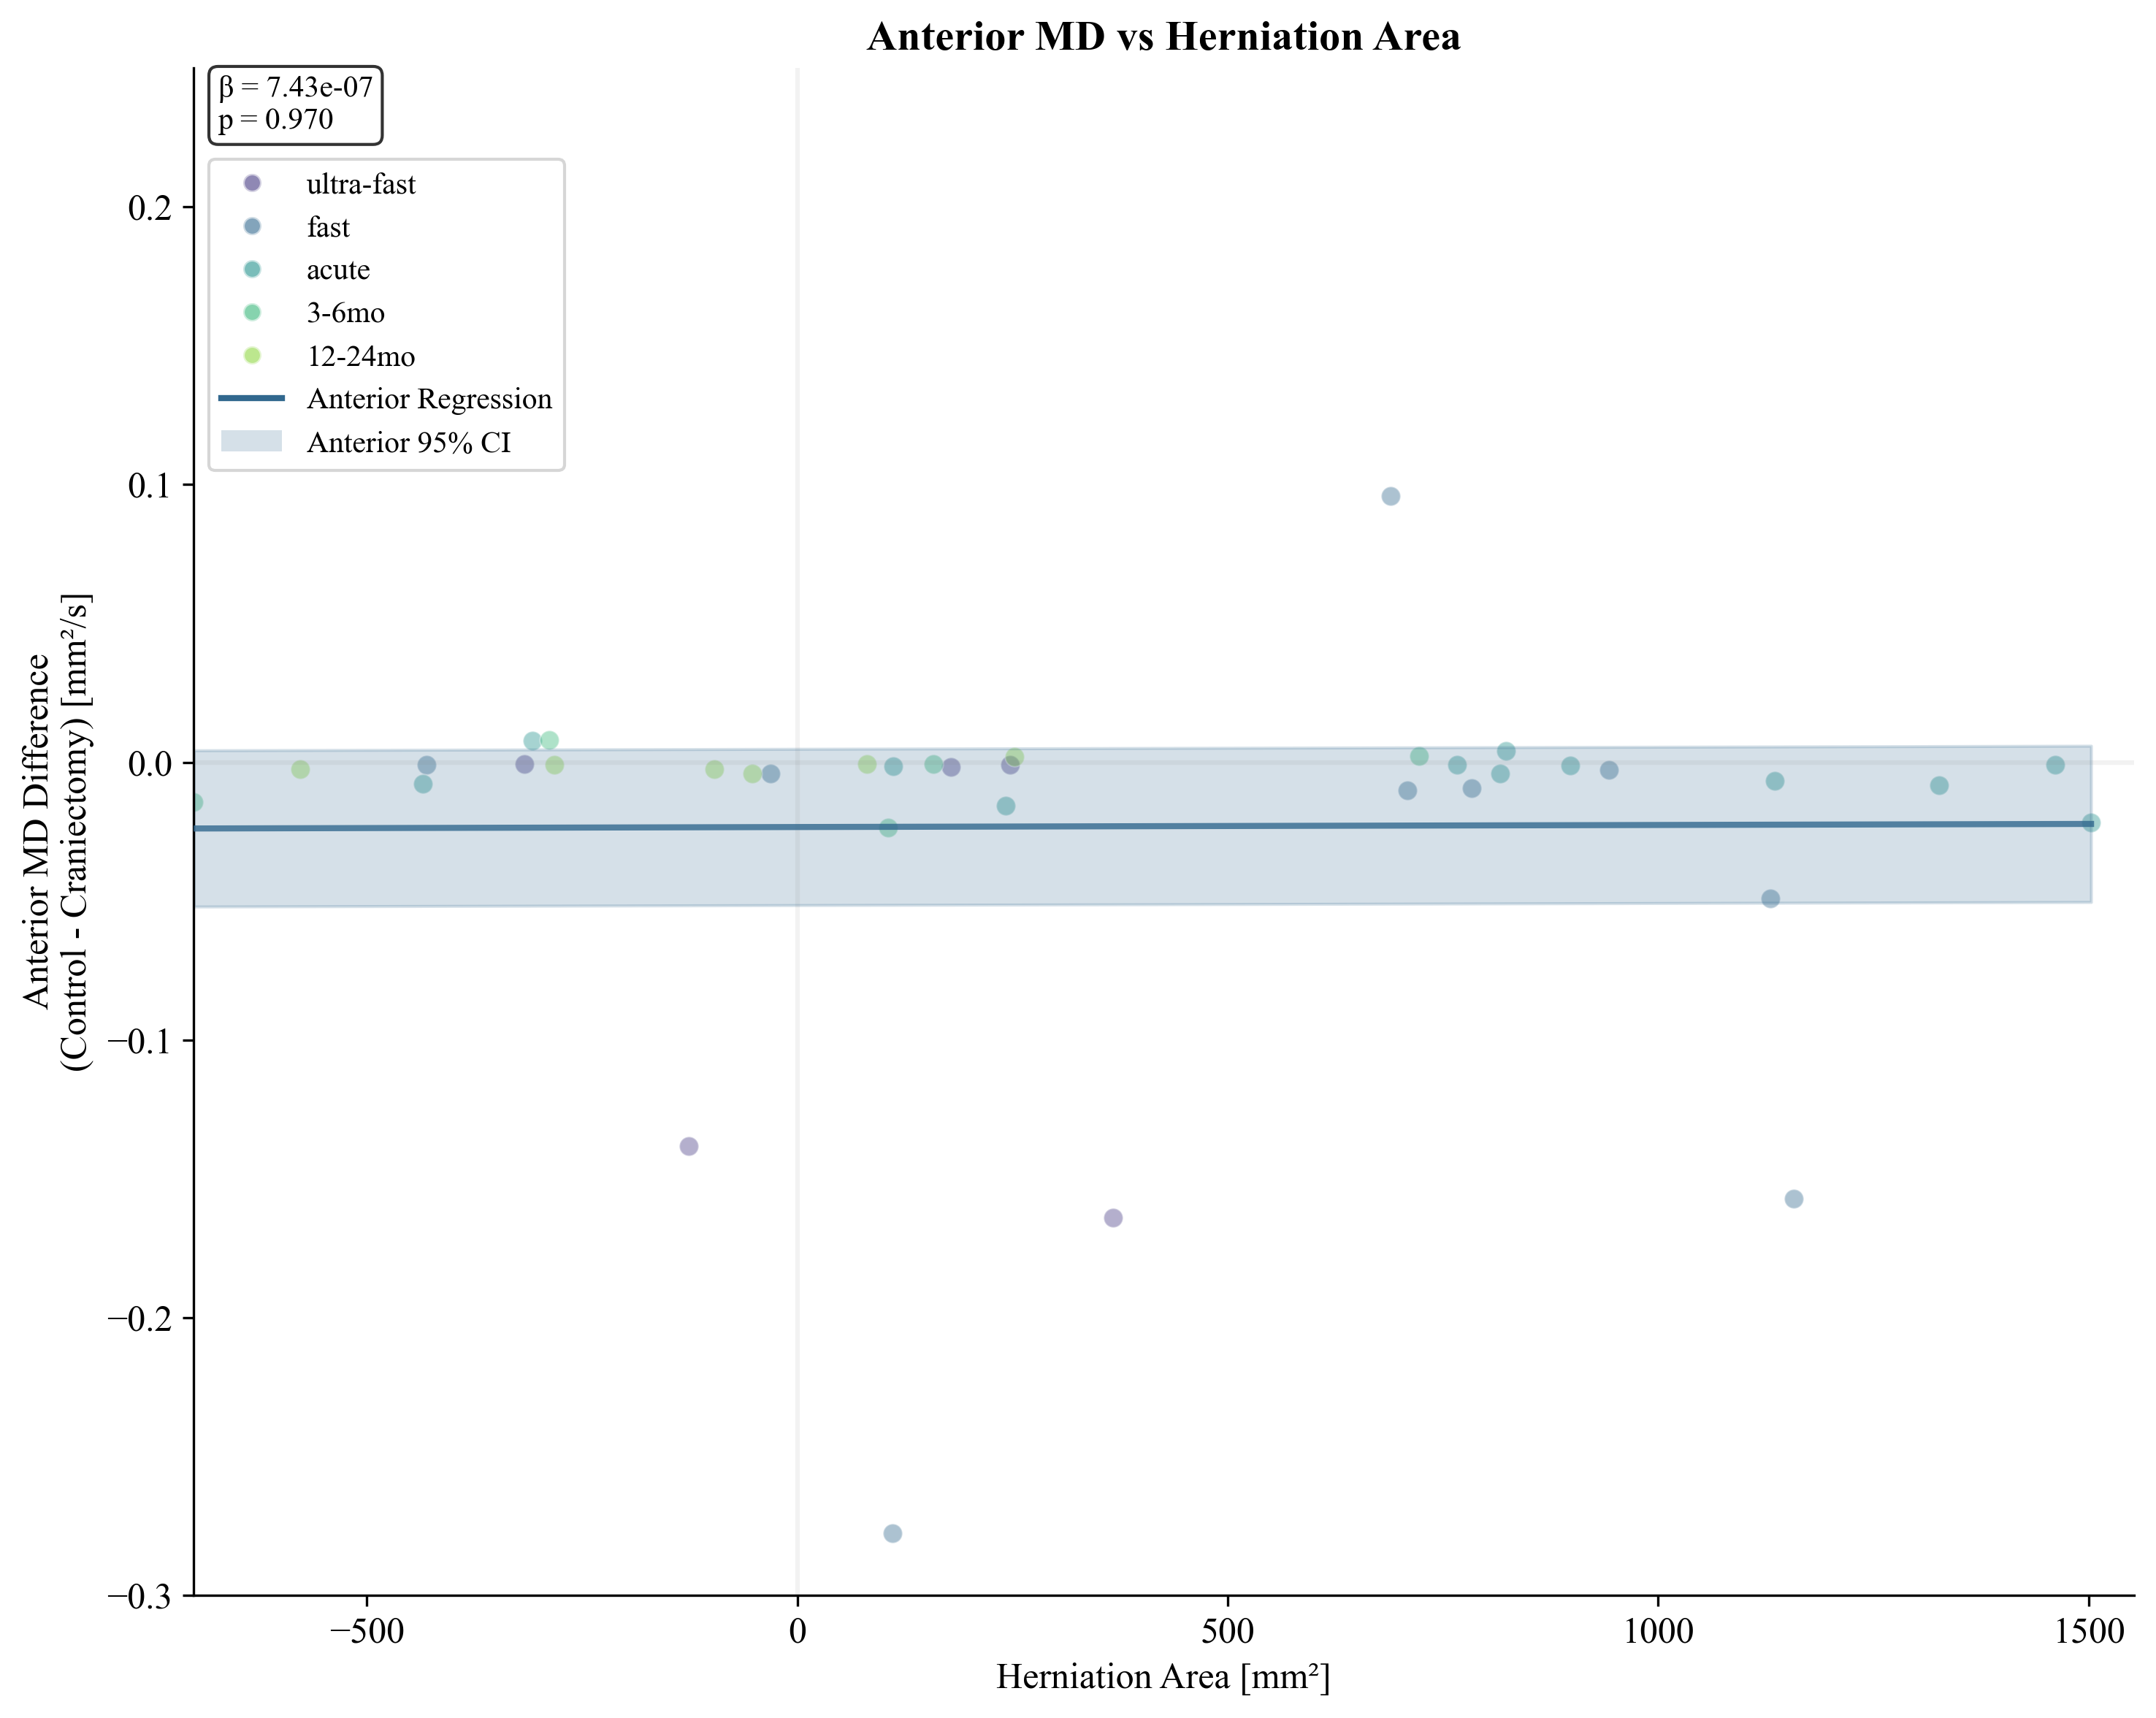 Anterior MD vs Herniation Area
β = 7.43e-07
p = 0.970
ultra-fast
fast
acute
3-6mo
12-24mo
Anterior Regression
Anterior 95% CI
Anterior MD Difference
(Control - Craniectomy) [mm²/s]
0.2
0.1
0.0
−0.1
−0.2
−0.3
−500
0
500
1000
1500
Herniation Area [mm²]